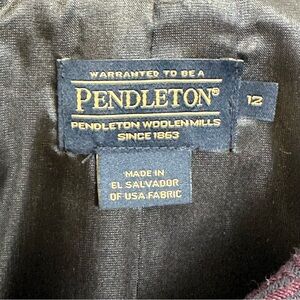 WARRANTED TO BE A
PENDLETON®
PENDLETON WOOLEN MILLS
SINCE 1863
12
MADE IN
EL SALVADOR
OF USA FABRIC